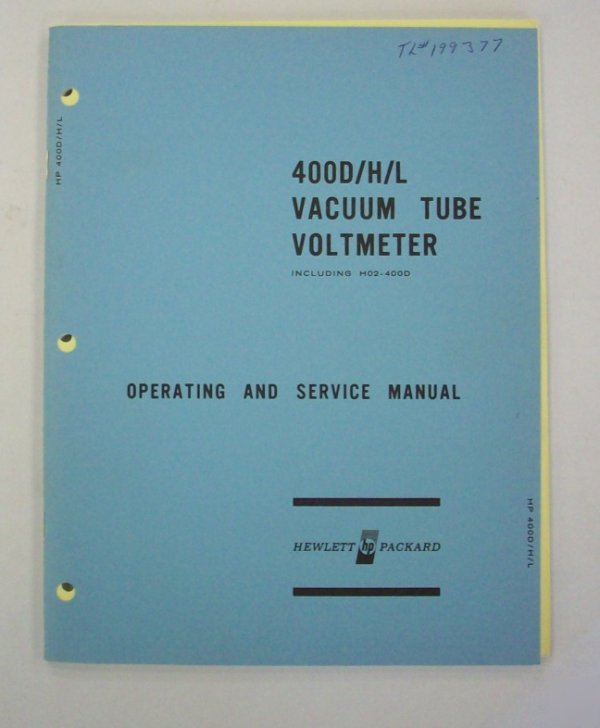 TL# 199377
HP 400D/H/L
400D/H/L
VACUUM TUBE
VOLTMETER
INCLUDING H02-400D
OPERATING AND SERVICE MANUAL
HP 400D/H/L
HEWLETT hp PACKARD